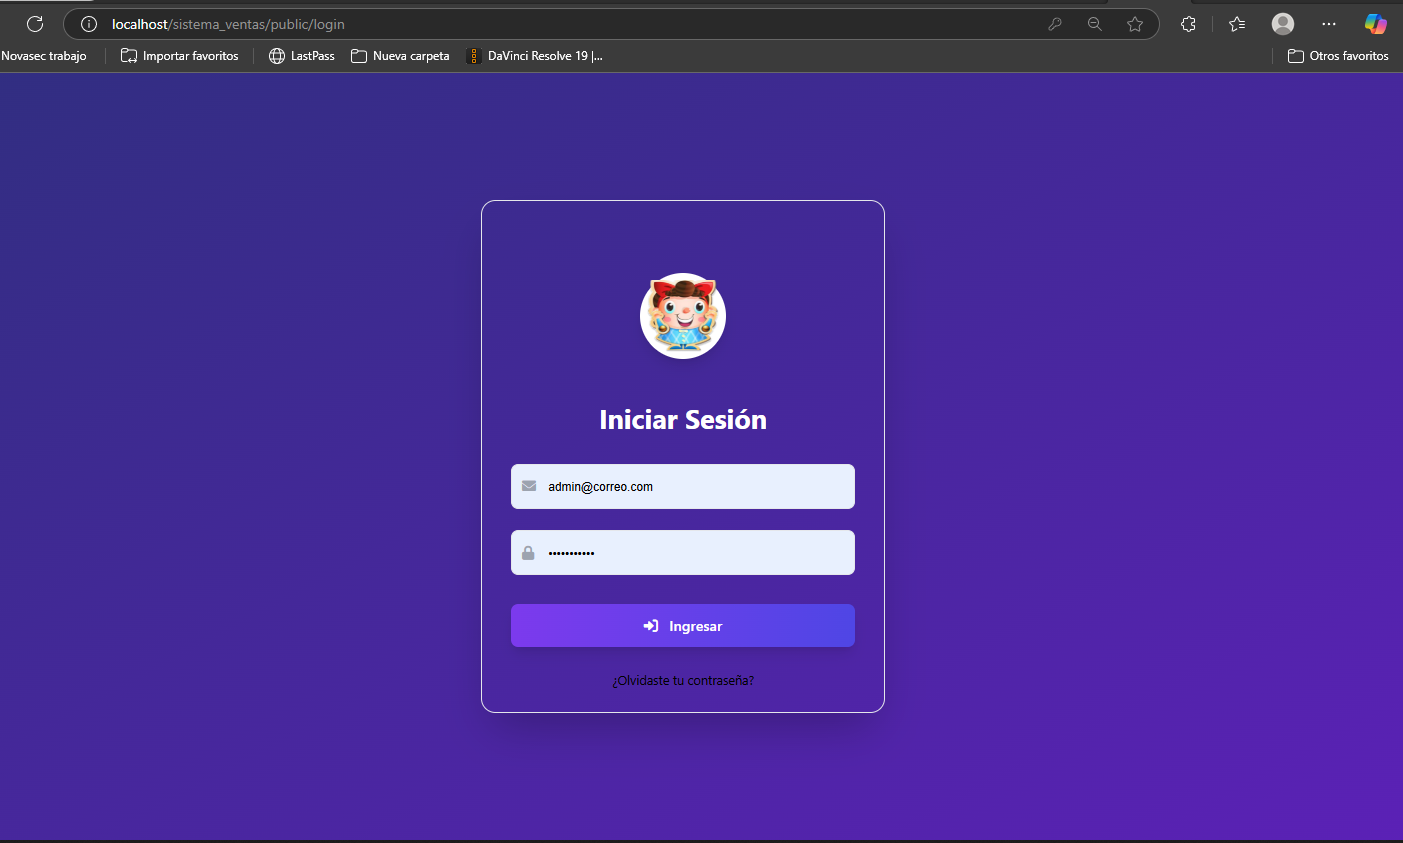 localhost/sistema_ventas/public/login
Novasec trabajo
Importar favoritos
LastPass
Nueva carpeta
DaVinci Resolve 19 |...
Otros favoritos
Iniciar Sesión
admin@correo.com
•••••••••••
Ingresar
¿Olvidaste tu contraseña?